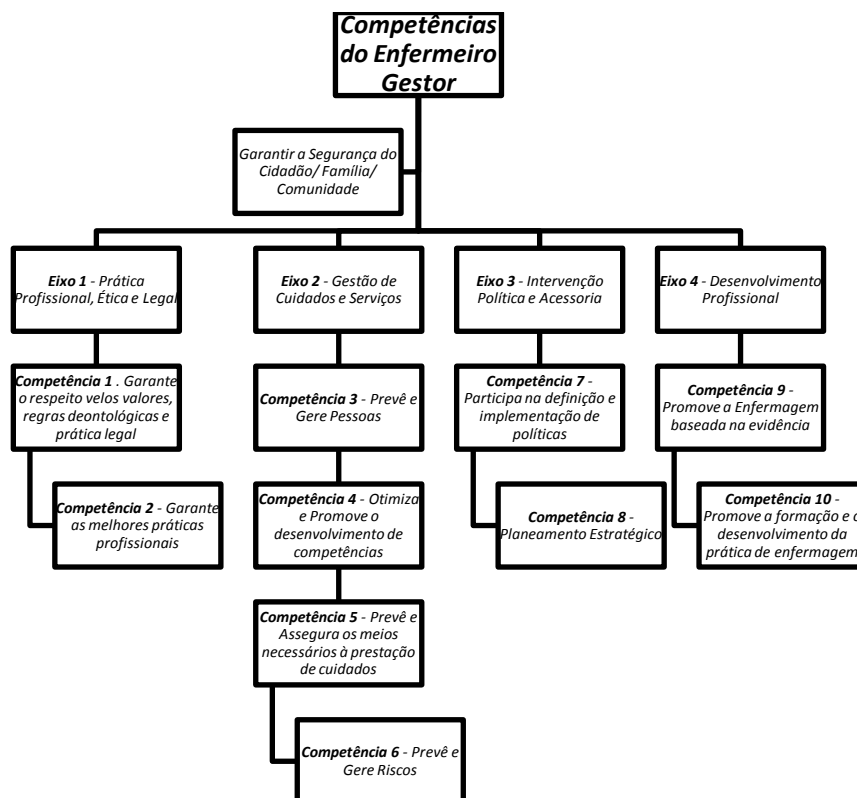 Competências
do Enfermeiro
Gestor
Garantir a Segurança do
Cidadão/ Família/
Comunidade
Eixo 1 - Prática
Profissional, Ética e Legal
Eixo 2 - Gestão de
Cuidados e Serviços
Eixo 3 - Intervenção
Política e Acessoria
Eixo 4 - Desenvolvimento
Profissional
Competência 1 . Garante
o respeito velos valores,
regras deontológicas e
prática legal
Competência 2 - Garante
as melhores práticas
profissionais
Competência 3 - Prevê e
Gere Pessoas
Competência 4 - Otimiza
e Promove o
desenvolvimento de
competências
Competência 5 - Prevê e
Assegura os meios
necessários à prestação
de cuidados
Competência 6 - Prevê e
Gere Riscos
Competência 7 -
Participa na definição e
implementação de
políticas
Competência 8 -
Planeamento Estratégico
Competência 9 -
Promove a Enfermagem
baseada na evidência
Competência 10 -
Promove a formação e o
desenvolvimento da
prática de enfermagem